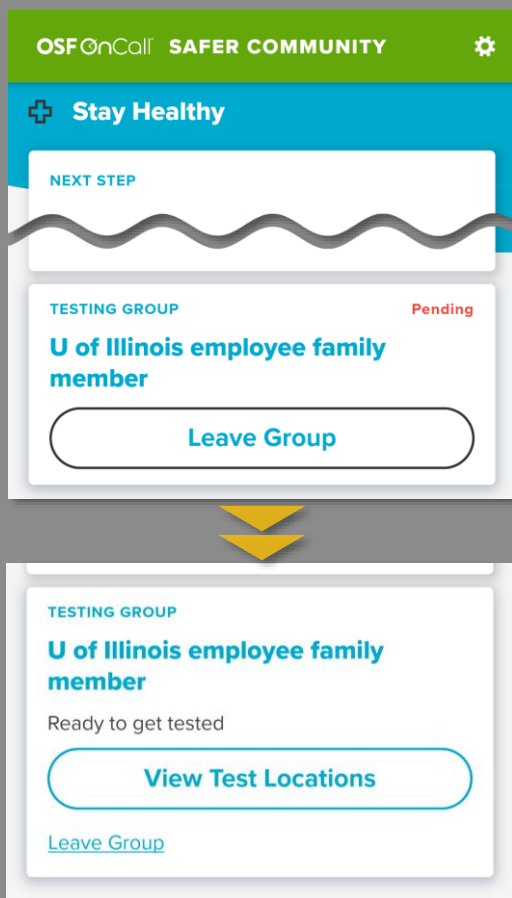 OSF OnCall SAFER COMMUNITY
Stay Healthy
NEXT STEP
TESTING GROUP Pending
U of Illinois employee family
member
Leave Group
TESTING GROUP
U of Illinois employee family
member
Ready to get tested
View Test Locations
Leave Group